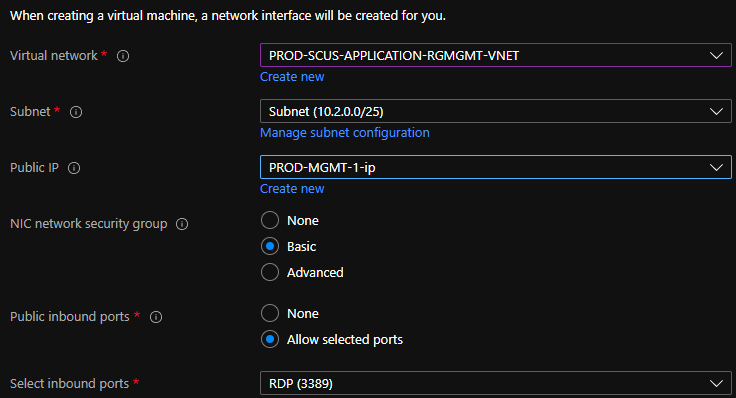 When creating a virtual machine, a network interface will be created for you.
Virtual network * PROD-SCUS-APPLICATION-RGMGMT-VNET
Create new
Subnet * Subnet (10.2.0.0/25)
Manage subnet configuration
Public IP PROD-MGMT-1-ip
Create new
NIC network security group None
Basic
Advanced
Public inbound ports * None
Allow selected ports
Select inbound ports * RDP (3389)